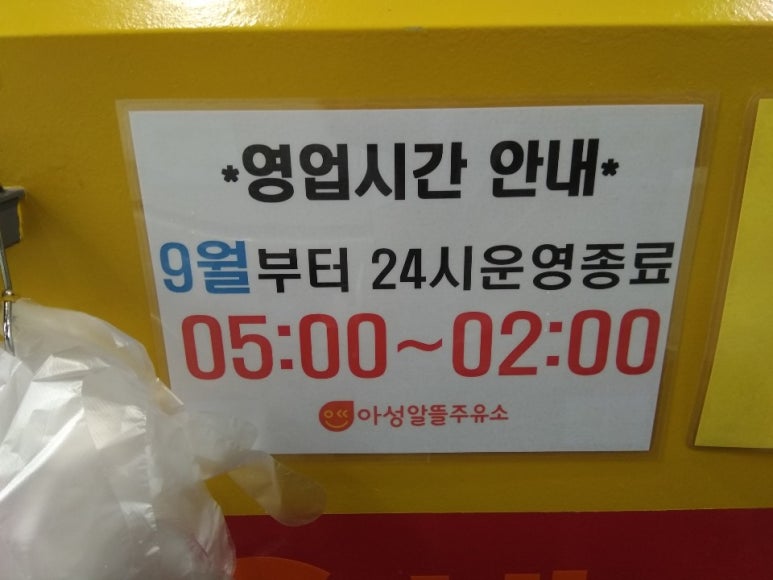 *영업시간 안내*
9월부터 24시운영종료
05:00~02:00
아성알뜰주유소